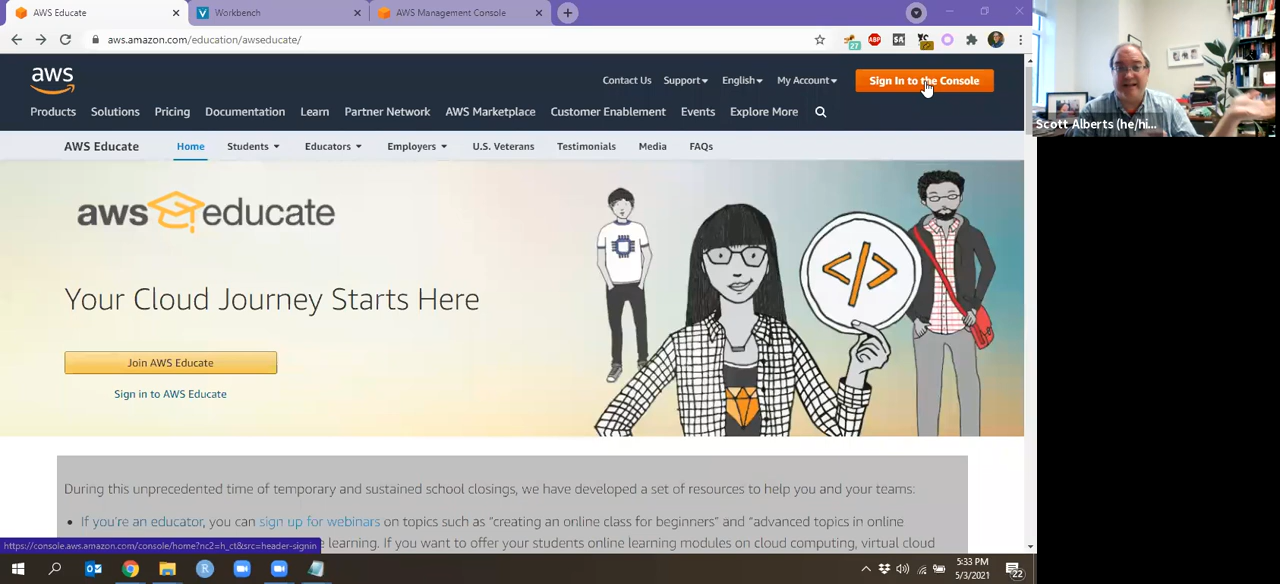 AWS Educate
Workbench
AWS Management Console
aws.amazon.com/education/awseducate/
27
ABP
aws
Contact Us Support English My Account Sign In to the Console
Products Solutions Pricing Documentation Learn Partner Network AWS Marketplace Customer Enablement Events Explore More
AWS Educate Home Students Educators Employers U.S. Veterans Testimonials Media FAQs
aws educate
</>
Your Cloud Journey Starts Here
Join AWS Educate
Sign in to AWS Educate
During this unprecedented time of temporary and sustained school closings, we have developed a set of resources to help you and your teams:
• If you're an educator, you can sign up for webinars on topics such as "creating an online class for beginners" and "advanced topics in online
learning. If you want to offer your students online learning modules on cloud computing, virtual cloud
https://console.aws.amazon.com/console/home?nc2=h_ct&src=header-signin
5:33 PM
5/3/2021
22
Scott Alberts (he/hi...